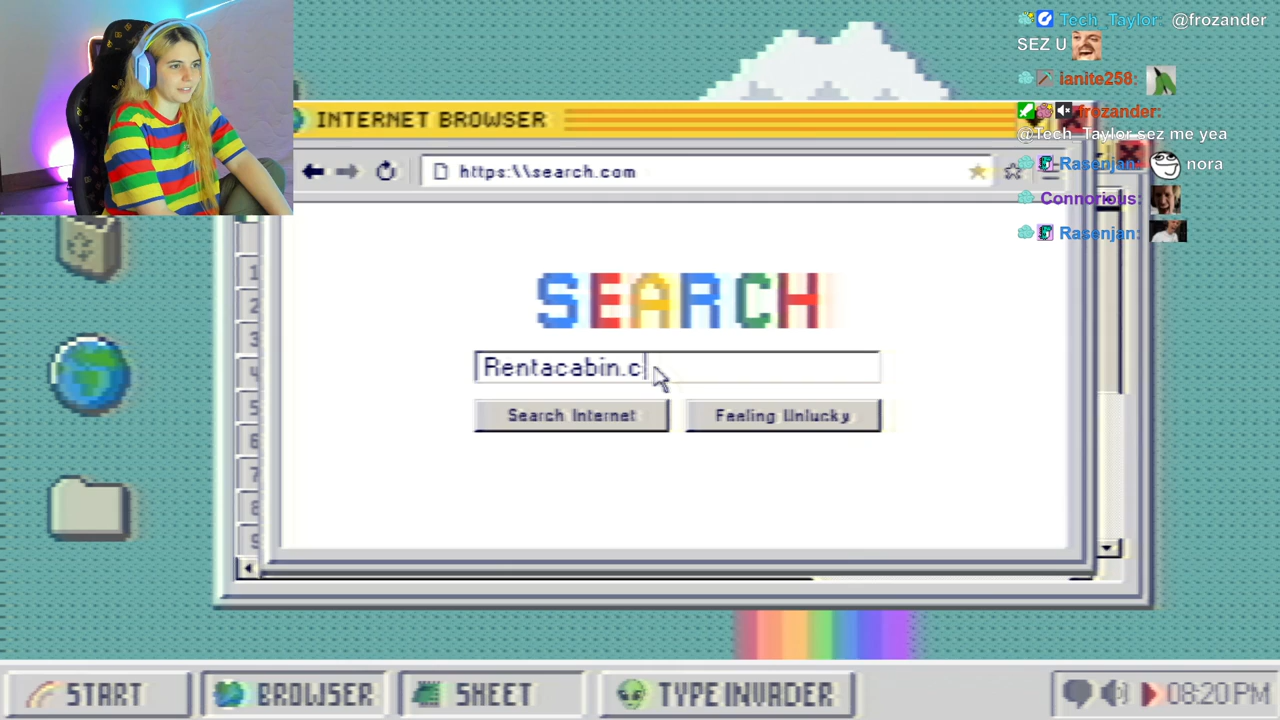 Tech_Taylor: @frozander
SEZ U
ianite258:
frozander:
@Tech_Taylor sez me yea
Rasenjan: nora
Connorious:
Rasenjan:
INTERNET BROWSER
https:\\search.com
SEARCH
Rentacabin.c
Search Internet
Feeling Unlucky
1
2
3
4
5
6
7
8
9
START
BROWSER
SHEET
TYPE INVADER
08:20 PM